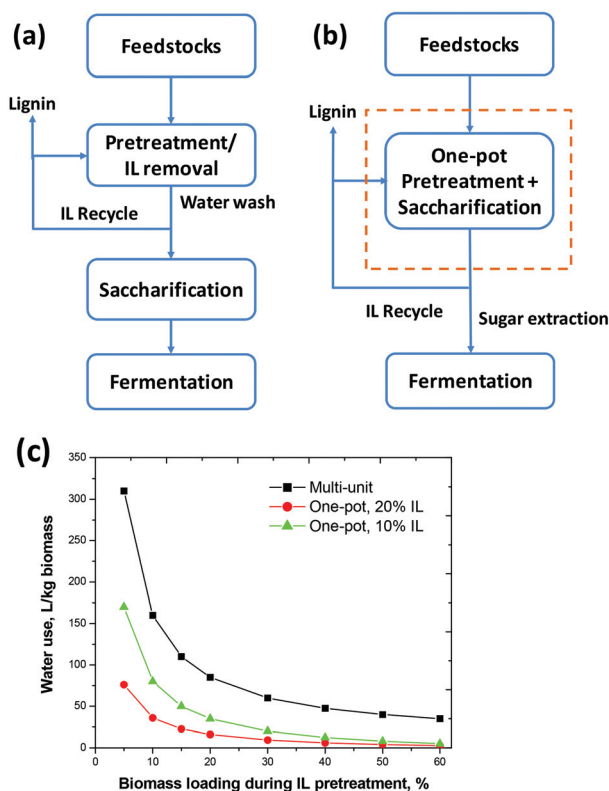 (a)
Feedstocks
Lignin
Pretreatment/
IL removal
IL Recycle
Water wash
Saccharification
Fermentation
(b)
Feedstocks
Lignin
One-pot
Pretreatment +
Saccharification
IL Recycle
Sugar extraction
Fermentation
(c)
Water use, L/kg biomass
350
300
250
200
150
100
50
0
Multi-unit
One-pot, 20% IL
One-pot, 10% IL
0 10 20 30 40 50 60
Biomass loading during IL pretreatment, %